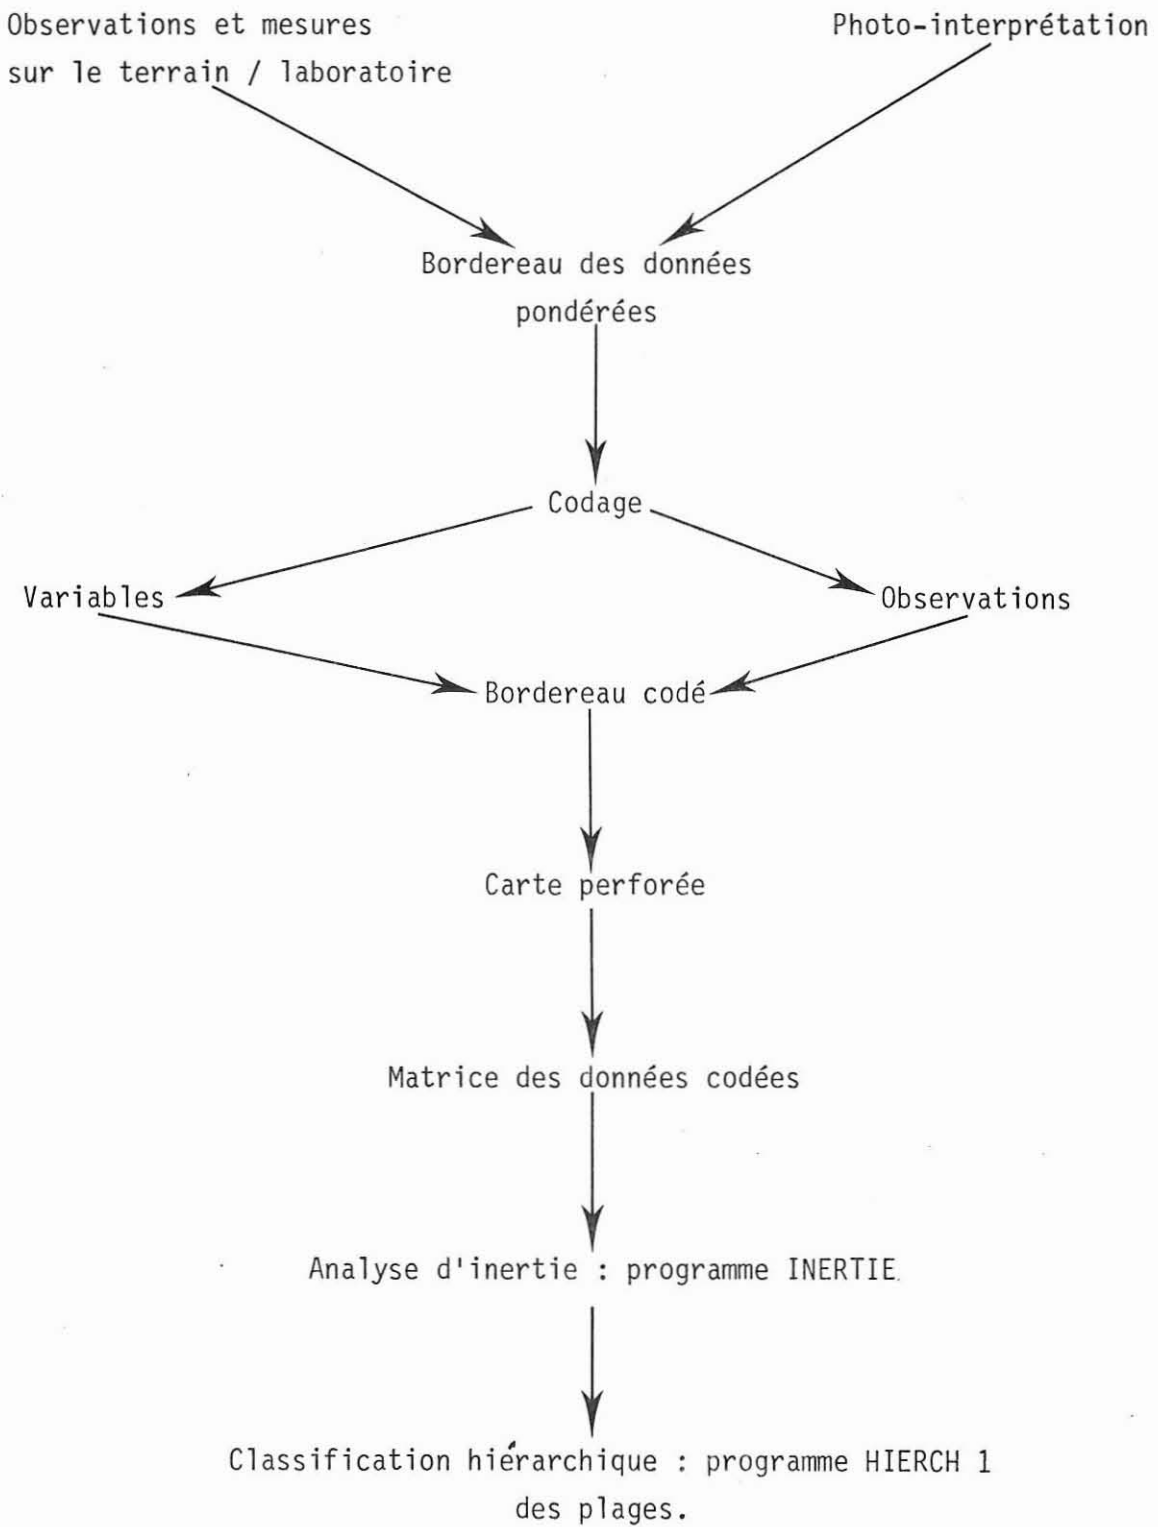 Observations et mesures
sur le terrain / laboratoire
Photo-interprétation
Bordereau des données
pondérées
Codage
Variables
Observations
Bordereau codé
Carte perforée
Matrice des données codées
Analyse d'inertie : programme INERTIE
Classification hiérarchique : programme HIERCH 1
des plages.